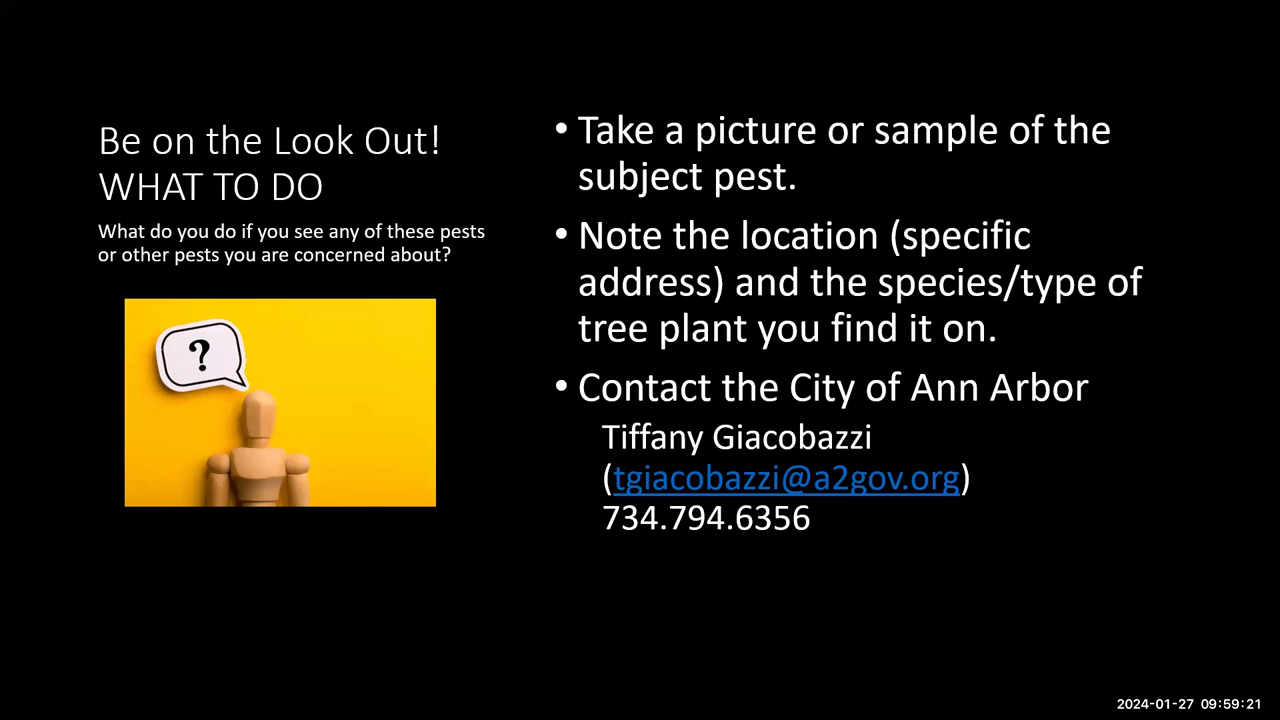 Be on the Look Out!
WHAT TO DO
What do you do if you see any of these pests
or other pests you are concerned about?
?
• Take a picture or sample of the
subject pest.
• Note the location (specific
address) and the species/type of
tree plant you find it on.
• Contact the City of Ann Arbor
Tiffany Giacobazzi
(tgiacobazzi@a2gov.org)
734.794.6356
2024-01-27 09:59:21